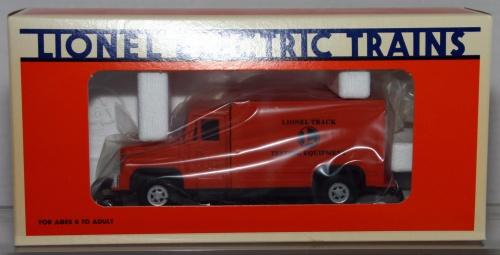 LIONEL ELECTRIC TRAINS
LIONEL TRACK
EQUIPMENT
FOR AGES 8 TO ADULT